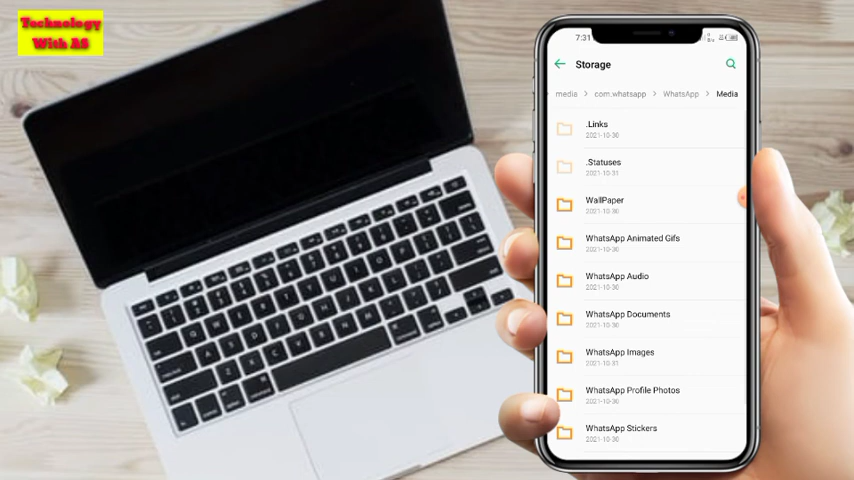 Technology
With AS
7:31
Storage
media > com.whatsapp > WhatsApp > Media
.Links
2021-10-30
.Statuses
2021-10-31
WallPaper
2021-10-30
WhatsApp Animated Gifs
2021-10-30
WhatsApp Audio
2021-10-30
WhatsApp Documents
2021-10-30
WhatsApp Images
2021-10-31
WhatsApp Profile Photos
2021-10-30
WhatsApp Stickers
2021-10-30